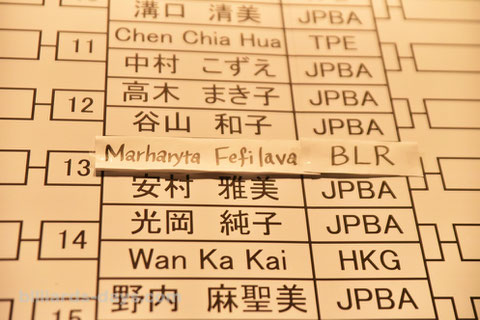 溝口 清美 JPBA
11 Chen Chia Hua TPE
中村 こずえ JPBA
高木 まき子 JPBA
12
谷山 和子 JPBA
Marharyta Fefilava BLR
13
安村 雅美 JPBA
光岡 純子 JPBA
14
Wan Ka Kai HKG
野内 麻聖美 JPBA
15